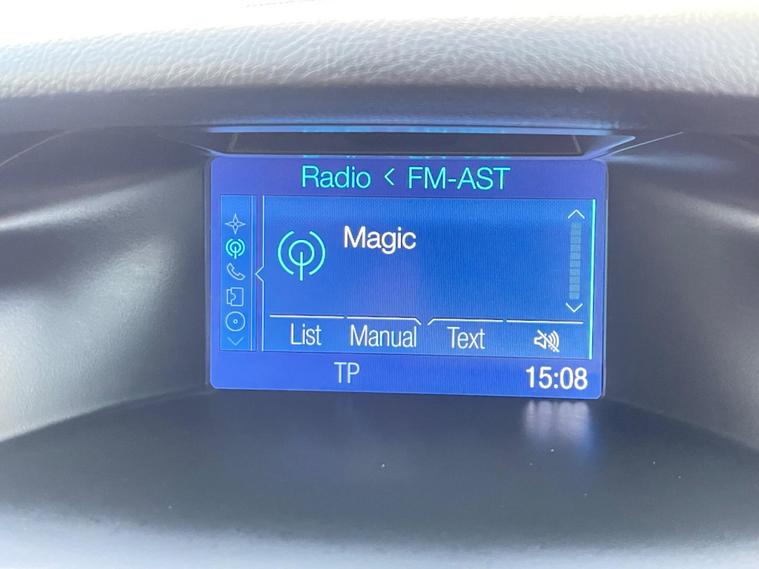 Radio < FM-AST
Magic
List Manual Text
TP 15:08